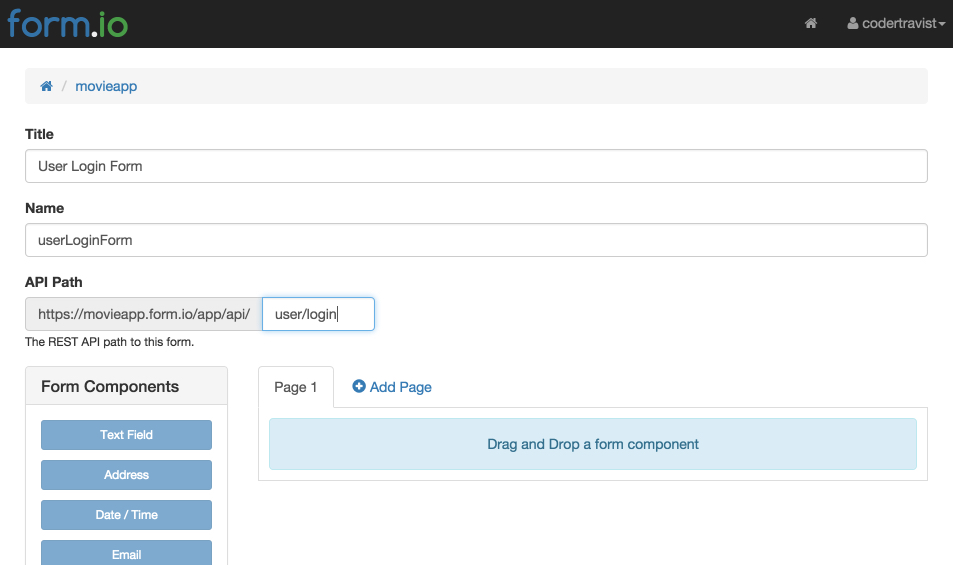 form.io
codertravist
/ movieapp
Title
User Login Form
Name
userLoginForm
API Path
https://movieapp.form.io/app/api/ user/login
The REST API path to this form.
Form Components
Page 1 Add Page
Text Field
Drag and Drop a form component
Address
Date / Time
Email